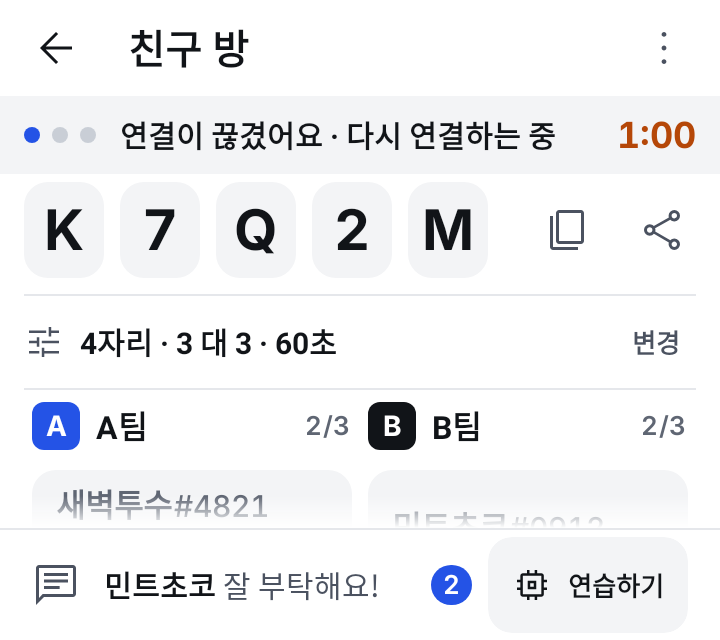 친구 방
연결이 끊겼어요 · 다시 연결하는 중 1:00
K 7 Q 2 M
4자리 · 3 대 3 · 60초 변경
A A팀 2/3 B B팀 2/3
새벽투수#4821
민트초코 잘 부탁해요! 2 연습하기